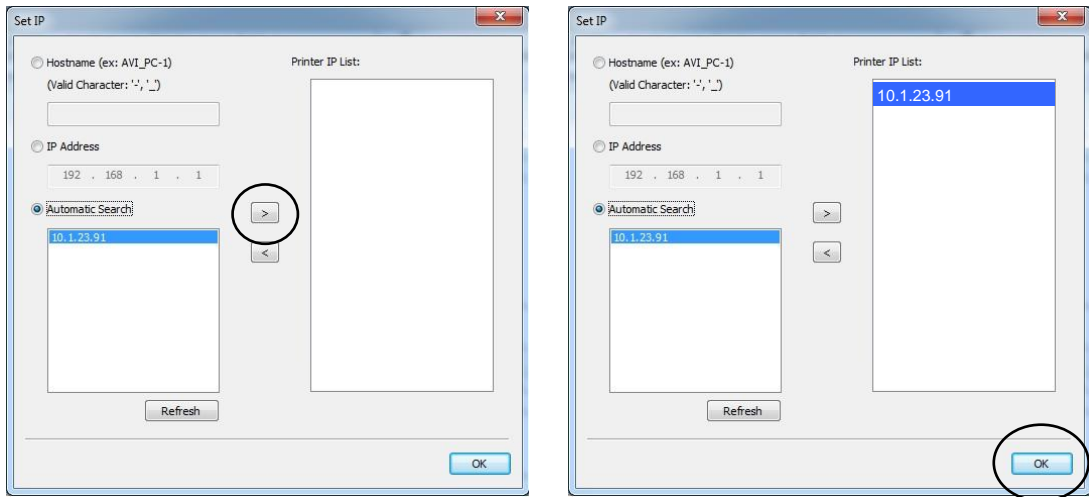 Set IP
Hostname (ex: AVI_PC-1)
(Valid Character: '-', '_')
IP Address
192 . 168 . 1 . 1
Automatic Search
10.1.23.91
Refresh
>
<
Printer IP List:
OK
Set IP
Hostname (ex: AVI_PC-1)
(Valid Character: '-', '_')
IP Address
192 . 168 . 1 . 1
Automatic Search
10.1.23.91
Refresh
>
<
Printer IP List:
10.1.23.91
OK